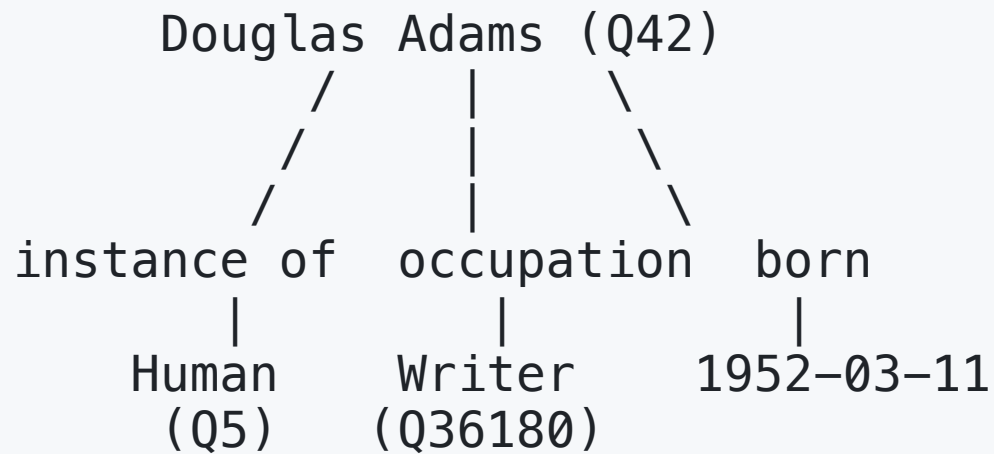 Douglas Adams (Q42)
/ | \
/ | \
/ | \
instance of occupation born
| | |
Human Writer 1952-03-11
(Q5) (Q36180)